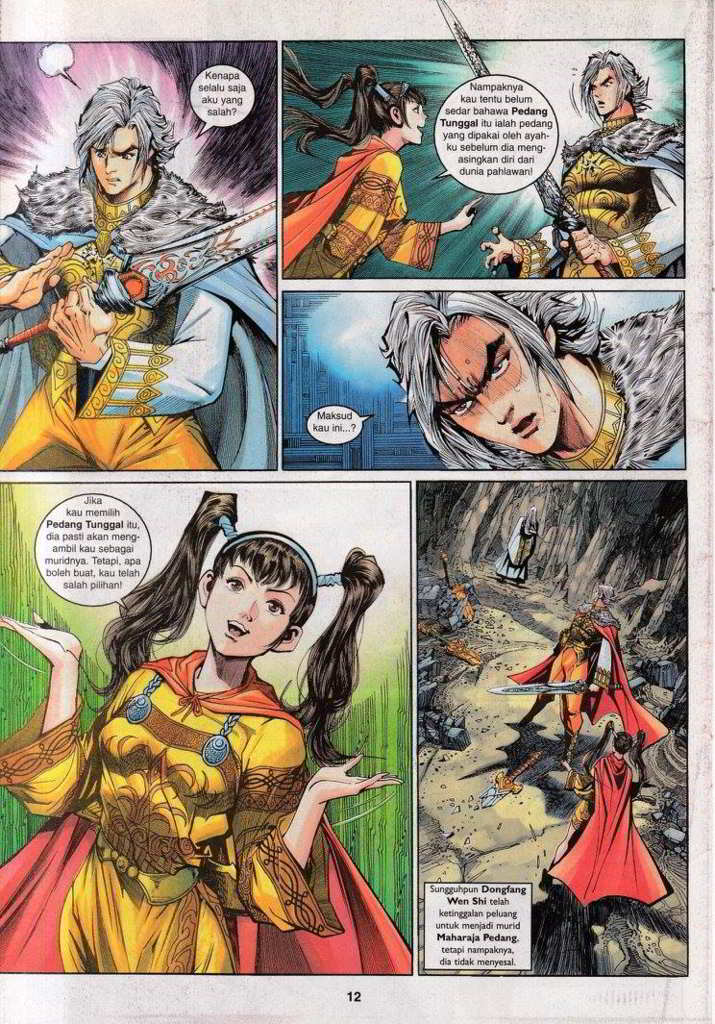 Kenapa
selalu saja
aku yang
salah?
Nampaknya
kau tentu belum
sedar bahawa Pedang
Tunggal itu ialah pedang
yang dipakai oleh ayah-
ku sebelum dia meng-
asingkan diri dari
dunia pahlawan!
Maksud
kau ini...?
Jika
kau memilih
Pedang Tunggal itu,
dia pasti akan meng-
ambil kau sebagai
muridnya. Tetapi, apa
boleh buat, kau telah
salah pilihan!
Sungguhpun Dongfang
Wen Shi telah
ketinggalan peluang
untuk menjadi murid
Maharaja Pedang,
tetapi nampaknya,
dia tidak menyesal.
12